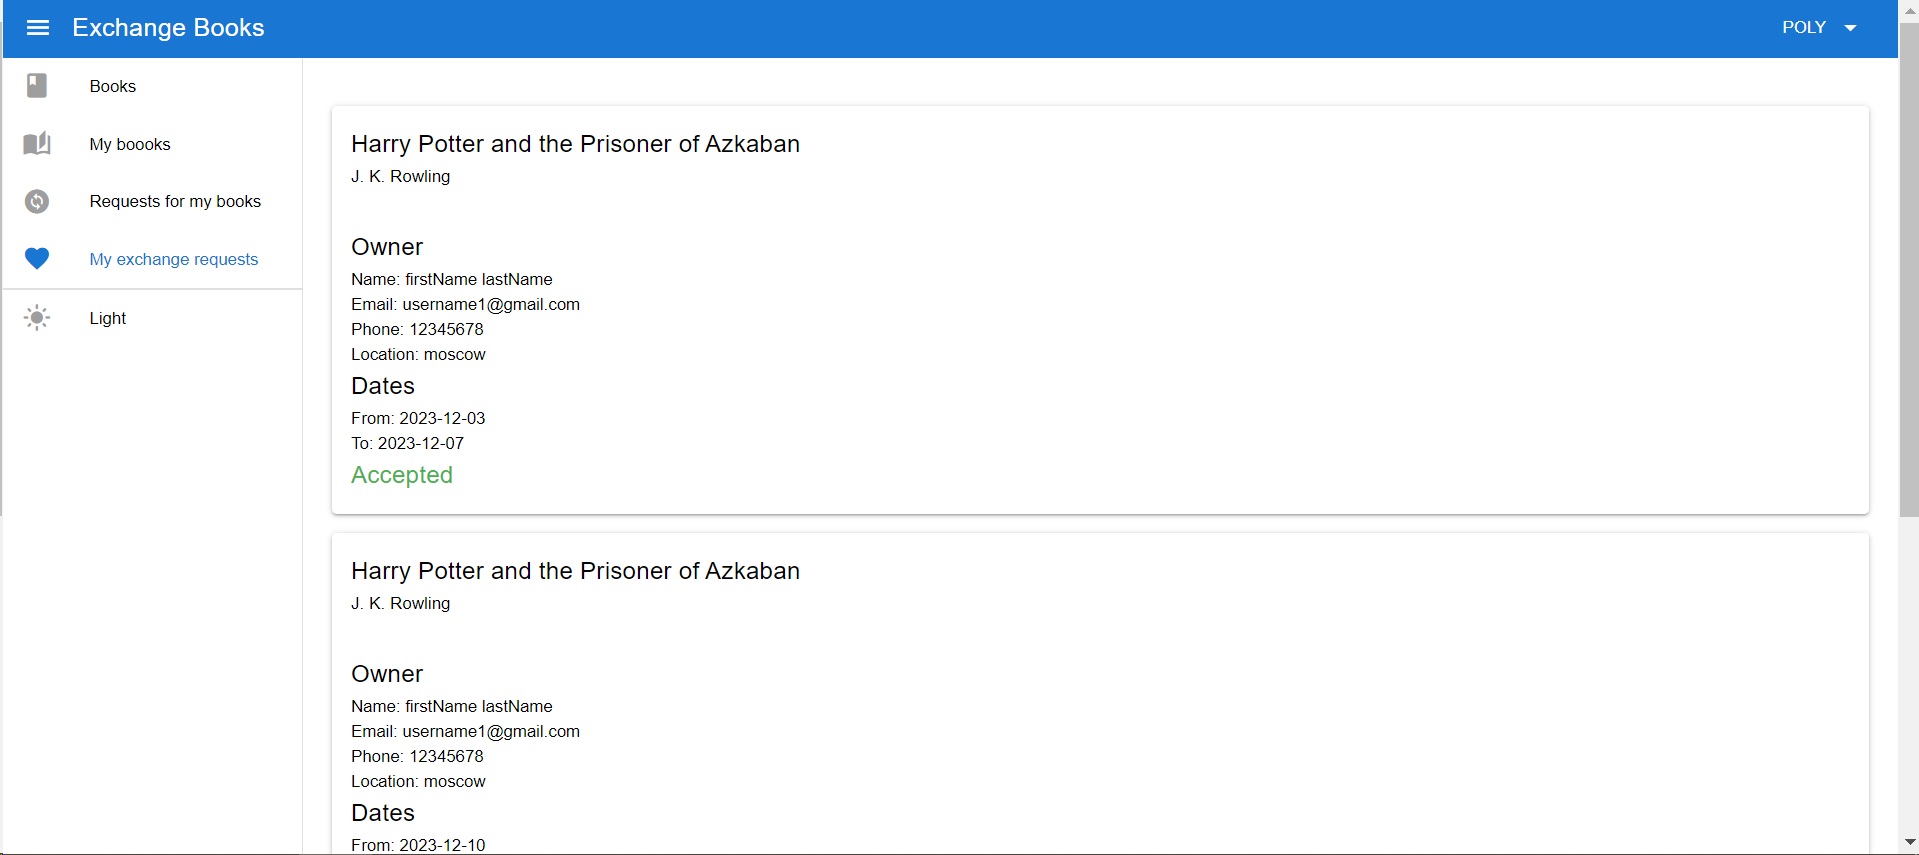 Exchange Books
POLY
Books
My boooks
Requests for my books
My exchange requests
Light
Harry Potter and the Prisoner of Azkaban
J. K. Rowling
Owner
Name: firstName lastName
Email: username1@gmail.com
Phone: 12345678
Location: moscow
Dates
From: 2023-12-03
To: 2023-12-07
Accepted
Harry Potter and the Prisoner of Azkaban
J. K. Rowling
Owner
Name: firstName lastName
Email: username1@gmail.com
Phone: 12345678
Location: moscow
Dates
From: 2023-12-10